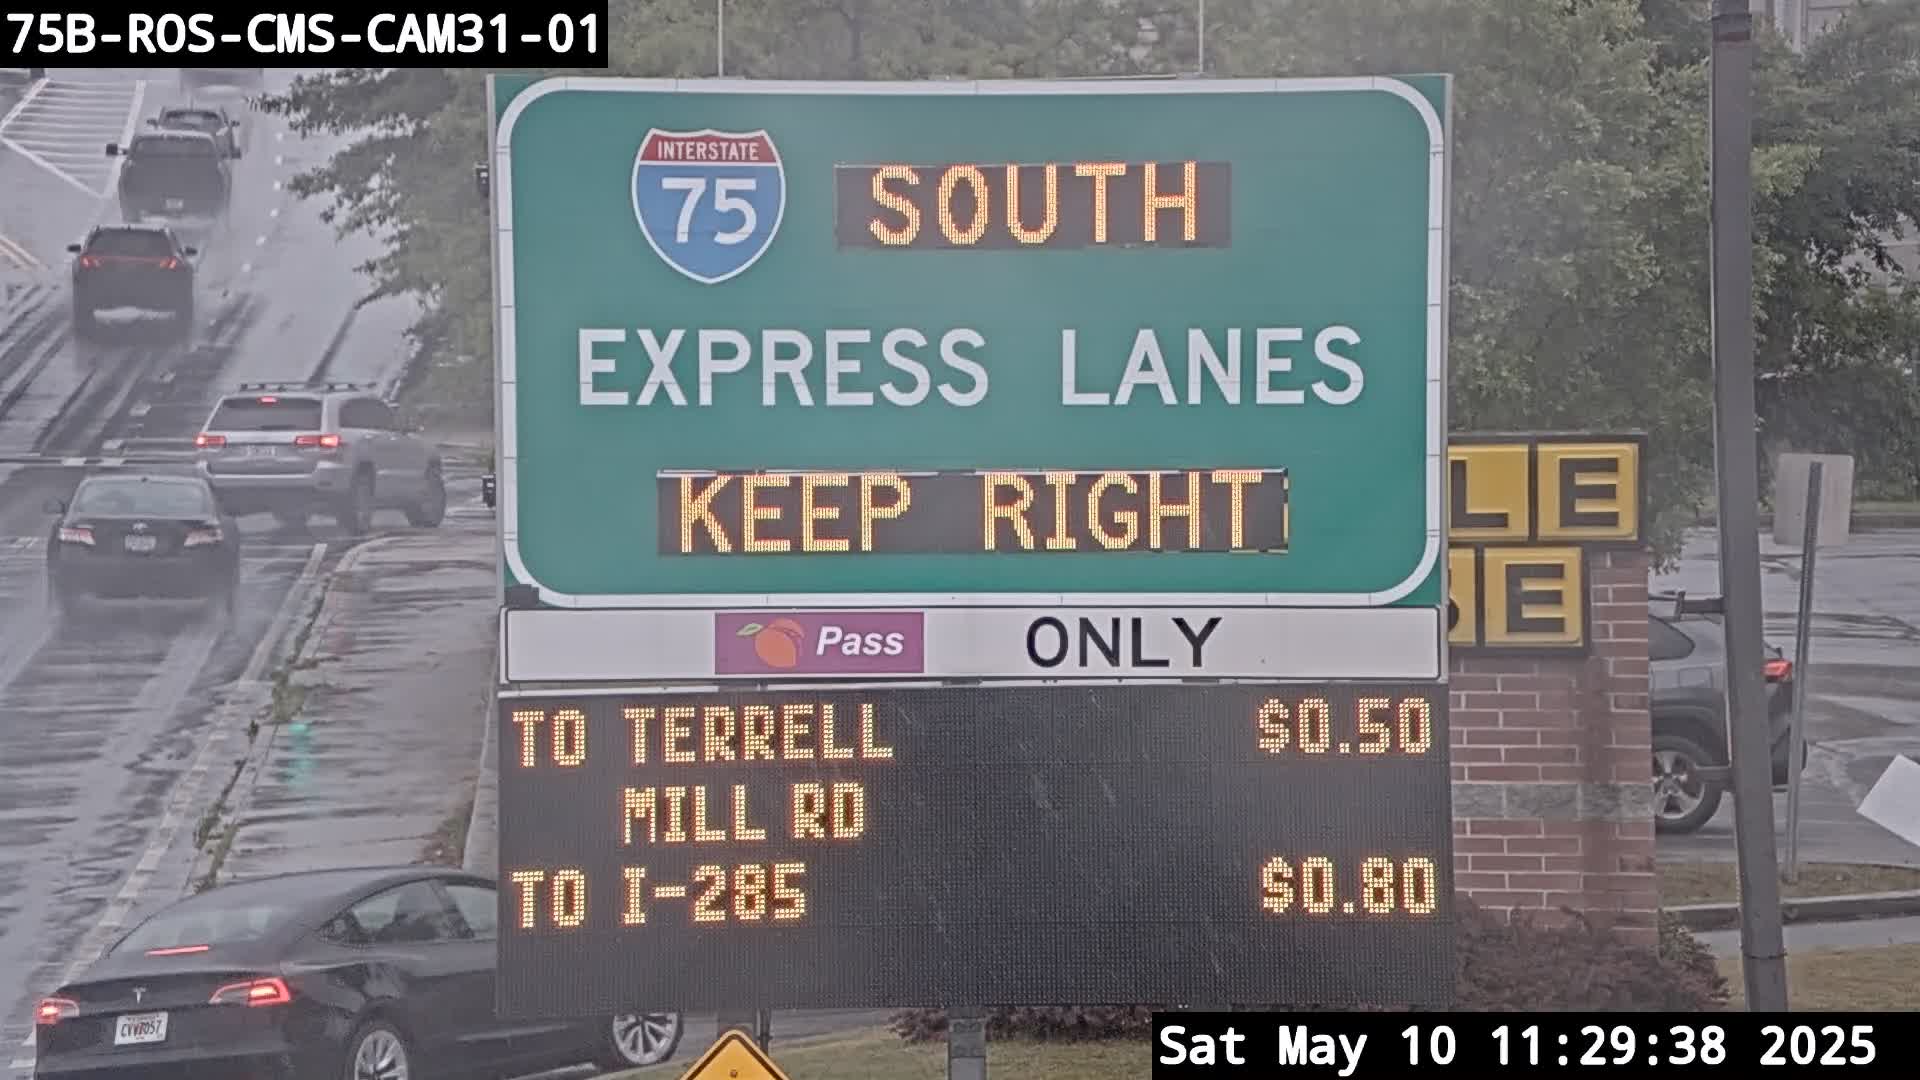 75B-ROS-CMS-CAM31-01
INTERSTATE
75 SOUTH
EXPRESS LANES
KEEP RIGHT
Pass ONLY
TO TERRELL $0.50
MILL RD
TO I-285 $0.80
LE
E
Sat May 10 11:29:38 2025